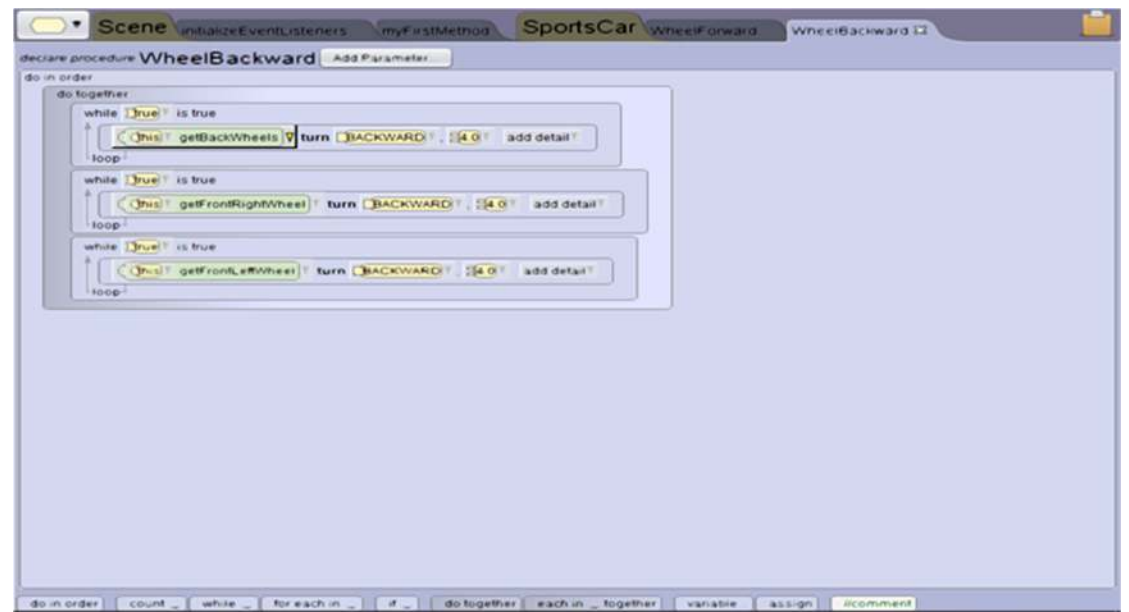 Scene initializeEventListeners myFirstMethod SportsCar WheelForward WheelBackward
declare procedure WheelBackward Add Parameter...
do in order
do together
while True is true
this getBackWheels turn BACKWARD , 4.0 add detail
loop
while True is true
this getFrontRightWheel turn BACKWARD , 4.0 add detail
loop
while True is true
this getFrontLeftWheel turn BACKWARD , 4.0 add detail
loop
do in order count _ while _ for each in _ if _ do together each in _ together variable assign //comment